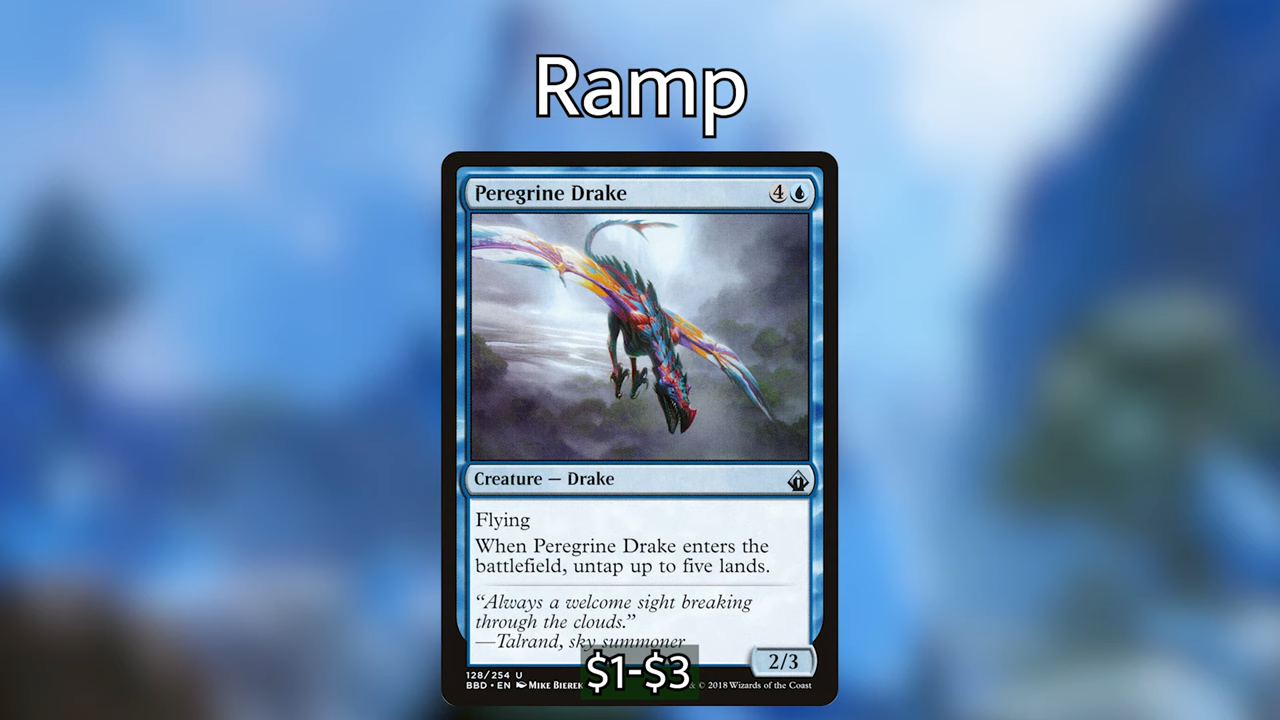 Ramp
Peregrine Drake 4
Creature — Drake
Flying
When Peregrine Drake enters the
battlefield, untap up to five lands.
“Always a welcome sight breaking
through the clouds.”
—Talrand, sky summoner
2/3
128/254 U
BBD • EN MIKE BIEREK
& © 2018 Wizards of the Coast
$1-$3